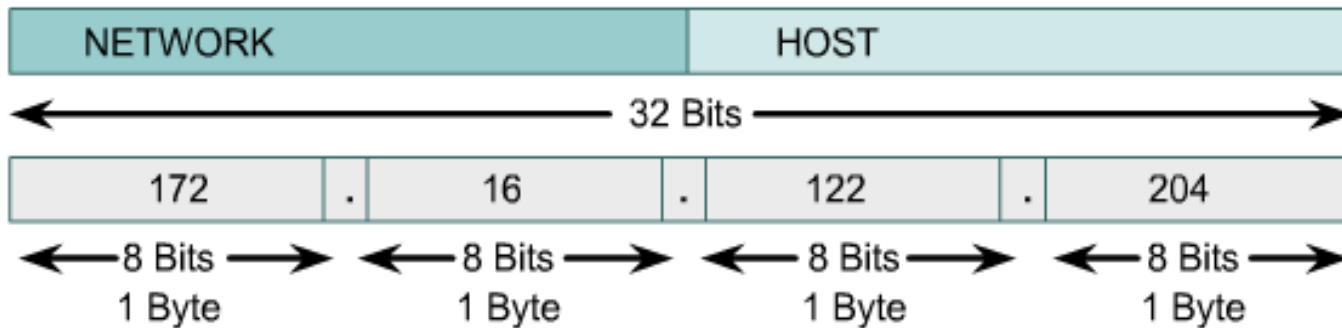 NETWORK HOST
32 Bits
172 . 16 . 122 . 204
8 Bits 8 Bits 8 Bits 8 Bits
1 Byte 1 Byte 1 Byte 1 Byte